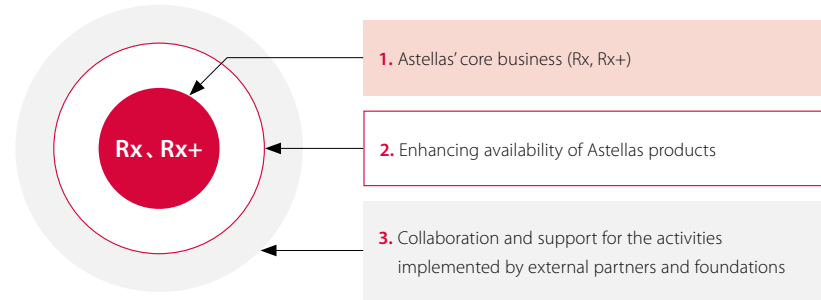 Rx、Rx+
1. Astellas’ core business (Rx, Rx+)
2. Enhancing availability of Astellas products
3. Collaboration and support for the activities
implemented by external partners and foundations